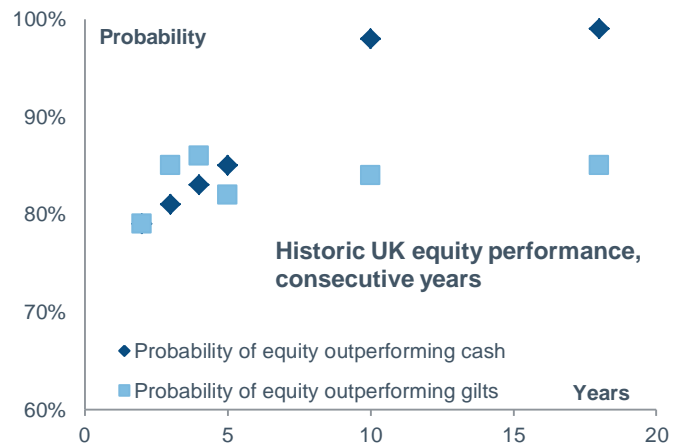 100%
Probability
90%
80%
Historic UK equity performance,
consecutive years
70%
Probability of equity outperforming cash
Probability of equity outperforming gilts
Years
60%
0 5 10 15 20